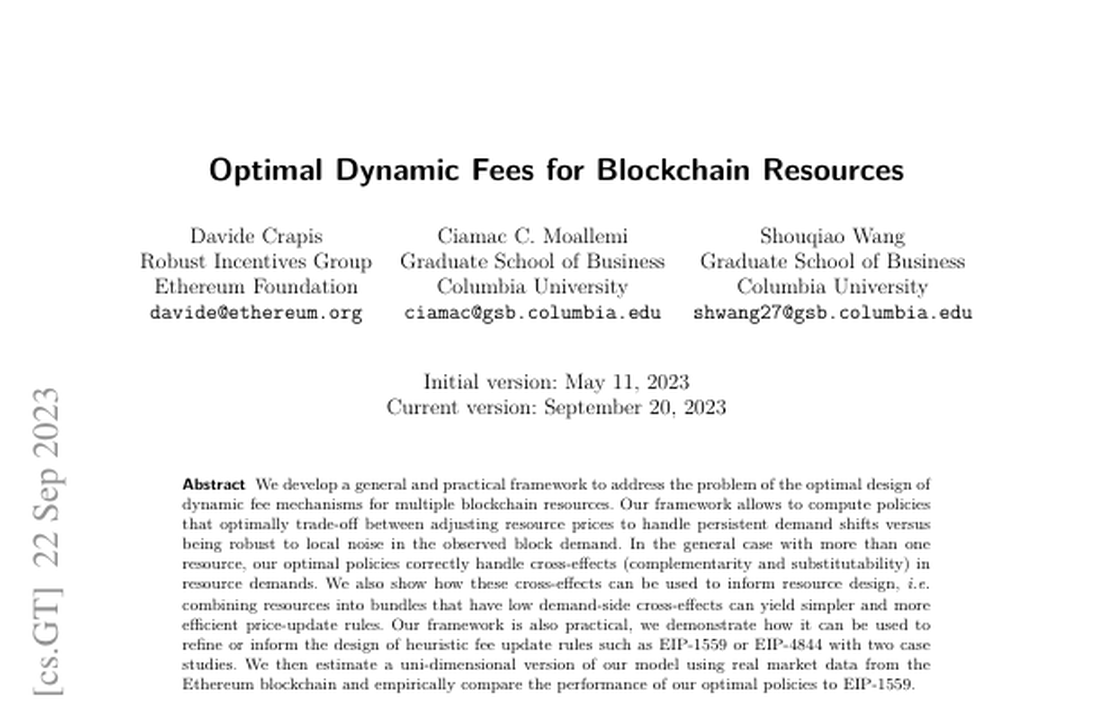 Optimal Dynamic Fees for Blockchain Resources
Davide Crapis
Robust Incentives Group
Ethereum Foundation
davide@ethereum.org
Ciamac C. Moallemi
Graduate School of Business
Columbia University
ciamac@gsb.columbia.edu
Shouqiao Wang
Graduate School of Business
Columbia University
shwang27@gsb.columbia.edu
Initial version: May 11, 2023
Current version: September 20, 2023
Abstract We develop a general and practical framework to address the problem of the optimal design of
dynamic fee mechanisms for multiple blockchain resources. Our framework allows to compute policies
that optimally trade-off between adjusting resource prices to handle persistent demand shifts versus
being robust to local noise in the observed block demand. In the general case with more than one
resource, our optimal policies correctly handle cross-effects (complementarity and substitutability) in
resource demands. We also show how these cross-effects can be used to inform resource design, i.e.
combining resources into bundles that have low demand-side cross-effects can yield simpler and more
efficient price-update rules. Our framework is also practical, we demonstrate how it can be used to
refine or inform the design of heuristic fee update rules such as EIP-1559 or EIP-4844 with two case
studies. We then estimate a uni-dimensional version of our model using real market data from the
Ethereum blockchain and empirically compare the performance of our optimal policies to EIP-1559.
[cs.GT] 22 Sep 2023